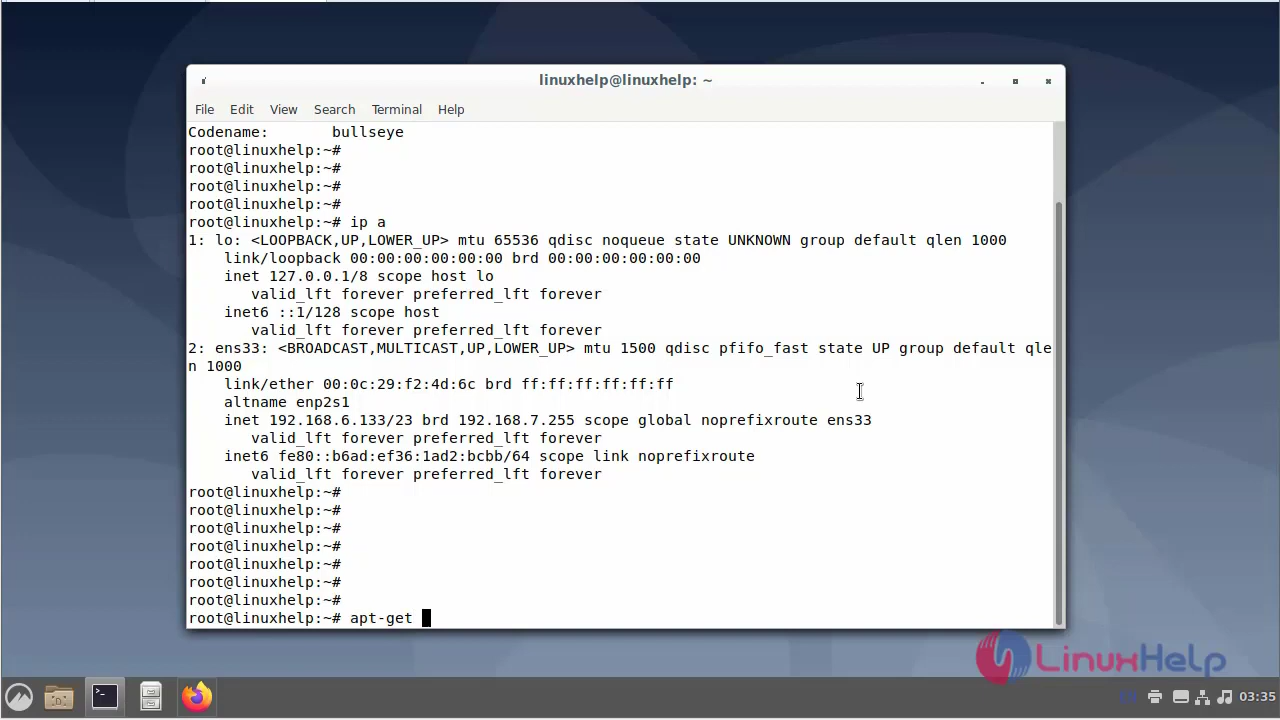 linuxhelp@linuxhelp: ~
File Edit View Search Terminal Help
Codename:       bullseye
root@linuxhelp:~#
root@linuxhelp:~#
root@linuxhelp:~#
root@linuxhelp:~#
root@linuxhelp:~# ip a
1: lo: <LOOPBACK,UP,LOWER_UP> mtu 65536 qdisc noqueue state UNKNOWN group default qlen 1000
    link/loopback 00:00:00:00:00:00 brd 00:00:00:00:00:00
    inet 127.0.0.1/8 scope host lo
       valid_lft forever preferred_lft forever
    inet6 ::1/128 scope host
       valid_lft forever preferred_lft forever
2: ens33: <BROADCAST,MULTICAST,UP,LOWER_UP> mtu 1500 qdisc pfifo_fast state UP group default qle
n 1000
    link/ether 00:0c:29:f2:4d:6c brd ff:ff:ff:ff:ff:ff
    altname enp2s1
    inet 192.168.6.133/23 brd 192.168.7.255 scope global noprefixroute ens33
       valid_lft forever preferred_lft forever
    inet6 fe80::b6ad:ef36:1ad2:bcbb/64 scope link noprefixroute
       valid_lft forever preferred_lft forever
root@linuxhelp:~#
root@linuxhelp:~#
root@linuxhelp:~#
root@linuxhelp:~#
root@linuxhelp:~#
root@linuxhelp:~#
root@linuxhelp:~#
root@linuxhelp:~# apt-get
LinuxHelp
03:35